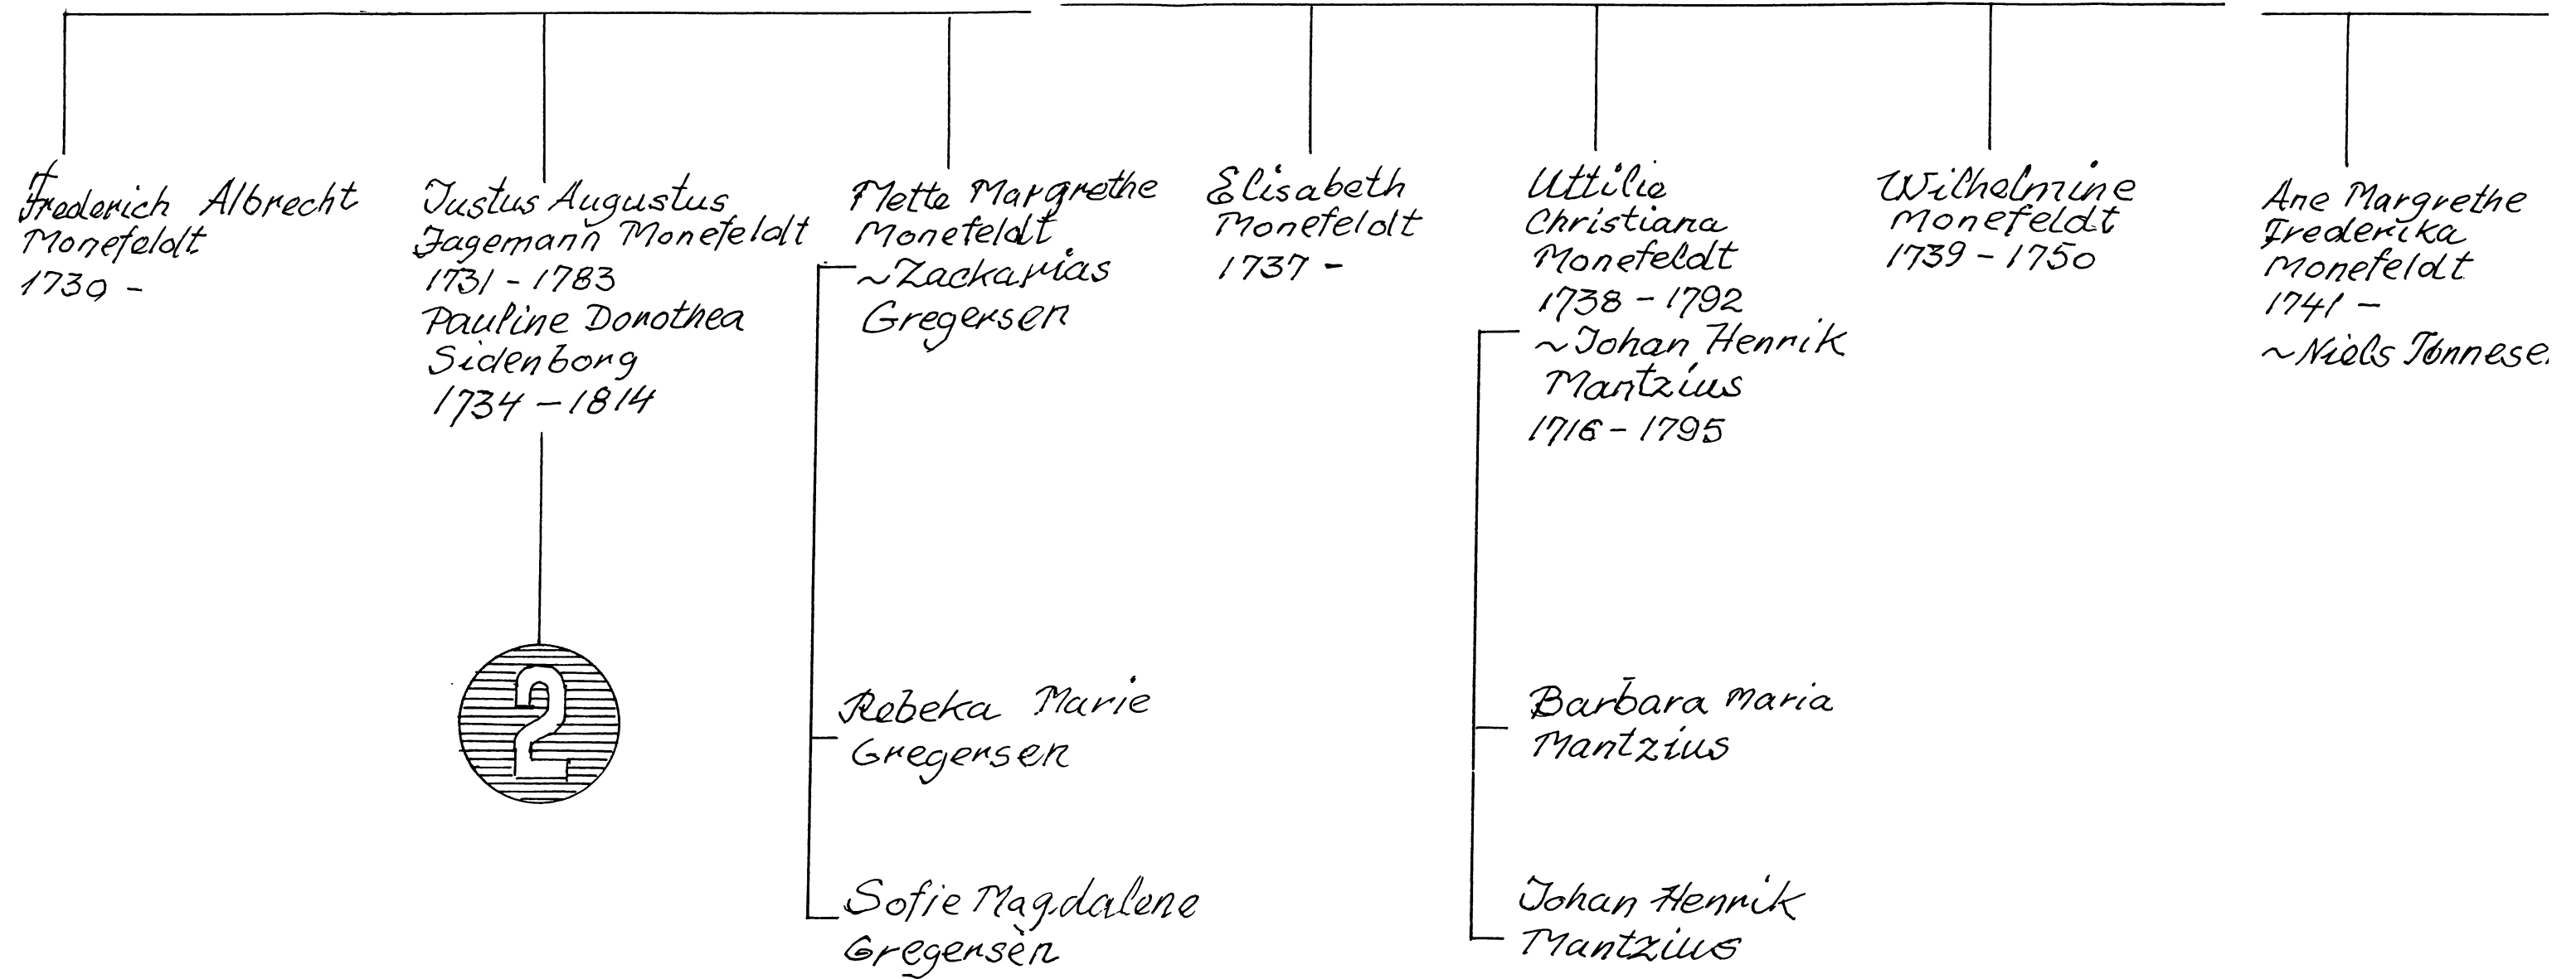 Frederich Albrecht
Monefeldt
1730 -
Justus Augustus
Jagemann Monefeldt
1731 - 1783
Pauline Dorothea
Sidenborg
1734 - 1814
2
Mette Margrethe
Monefeldt
~Zackarias
Gregersen
Rebeka Marie
Gregersen
Sofie Magdalene
Gregersen
Elisabeth
Monefeldt
1737 -
Uttilie
Christiana
Monefeldt
1738 - 1792
~Johan Henrik
Mantzius
1716 - 1795
Barbara Maria
Mantzius
Johan Henrik
Mantzius
Wilhelmine
Monefeldt
1739 - 1750
Ane Margrethe
Frederika
Monefeldt
1741 -
~Niels